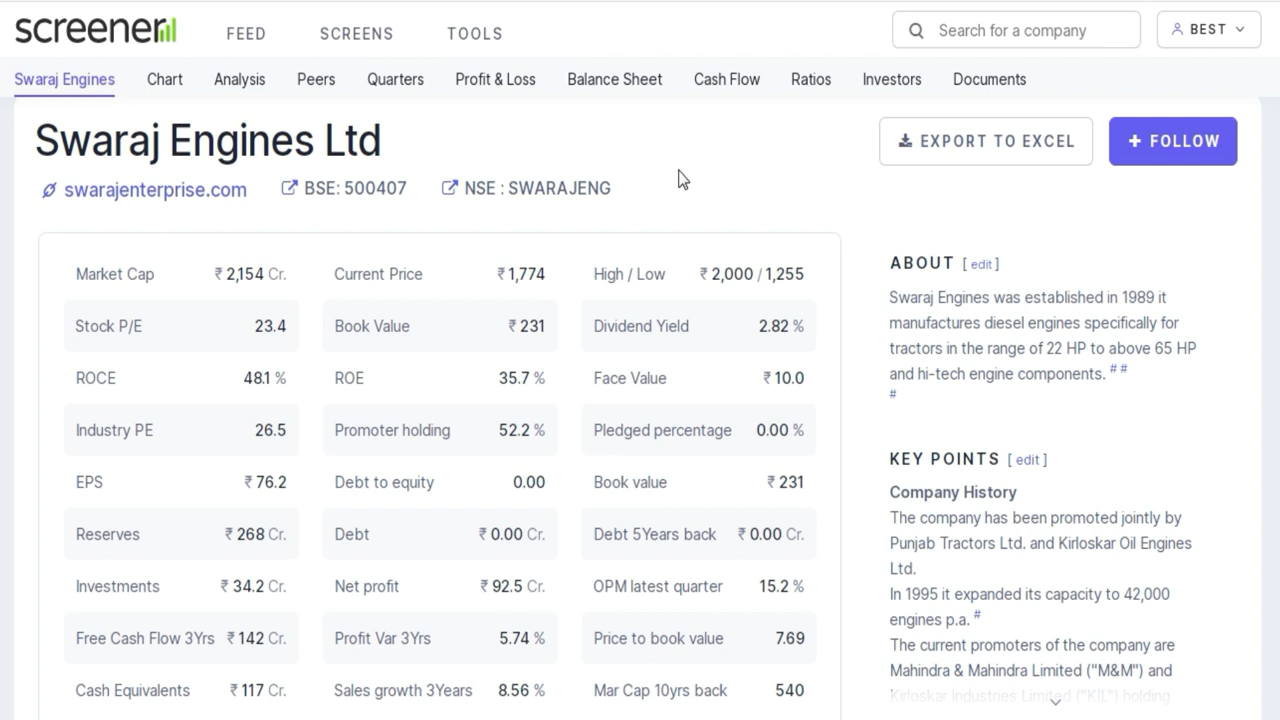 screener FEED SCREENS TOOLS Search for a company BEST
Swaraj Engines Chart Analysis Peers Quarters Profit & Loss Balance Sheet Cash Flow Ratios Investors Documents
Swaraj Engines Ltd
EXPORT TO EXCEL
+ FOLLOW
swarajenterprise.com BSE: 500407 NSE : SWARAJENG
Market Cap ₹ 2,154 Cr. Current Price ₹ 1,774 High / Low ₹ 2,000 / 1,255
Stock P/E 23.4 Book Value ₹ 231 Dividend Yield 2.82 %
ROCE 48.1 % ROE 35.7 % Face Value ₹ 10.0
Industry PE 26.5 Promoter holding 52.2 % Pledged percentage 0.00 %
EPS ₹ 76.2 Debt to equity 0.00 Book value ₹ 231
Reserves ₹ 268 Cr. Debt ₹ 0.00 Cr. Debt 5Years back ₹ 0.00 Cr.
Investments ₹ 34.2 Cr. Net profit ₹ 92.5 Cr. OPM latest quarter 15.2 %
Free Cash Flow 3Yrs ₹ 142 Cr. Profit Var 3Yrs 5.74 % Price to book value 7.69
Cash Equivalents ₹ 117 Cr. Sales growth 3Years 8.56 % Mar Cap 10yrs back 540
ABOUT [ edit ]
Swaraj Engines was established in 1989 it
manufactures diesel engines specifically for
tractors in the range of 22 HP to above 65 HP
and hi-tech engine components. # #
#
KEY POINTS [ edit ]
Company History
The company has been promoted jointly by
Punjab Tractors Ltd. and Kirloskar Oil Engines
Ltd.
In 1995 it expanded its capacity to 42,000
engines p.a. #
The current promoters of the company are
Mahindra & Mahindra Limited ("M&M") and
Kirloskar Industries Limited ("KIL") holding